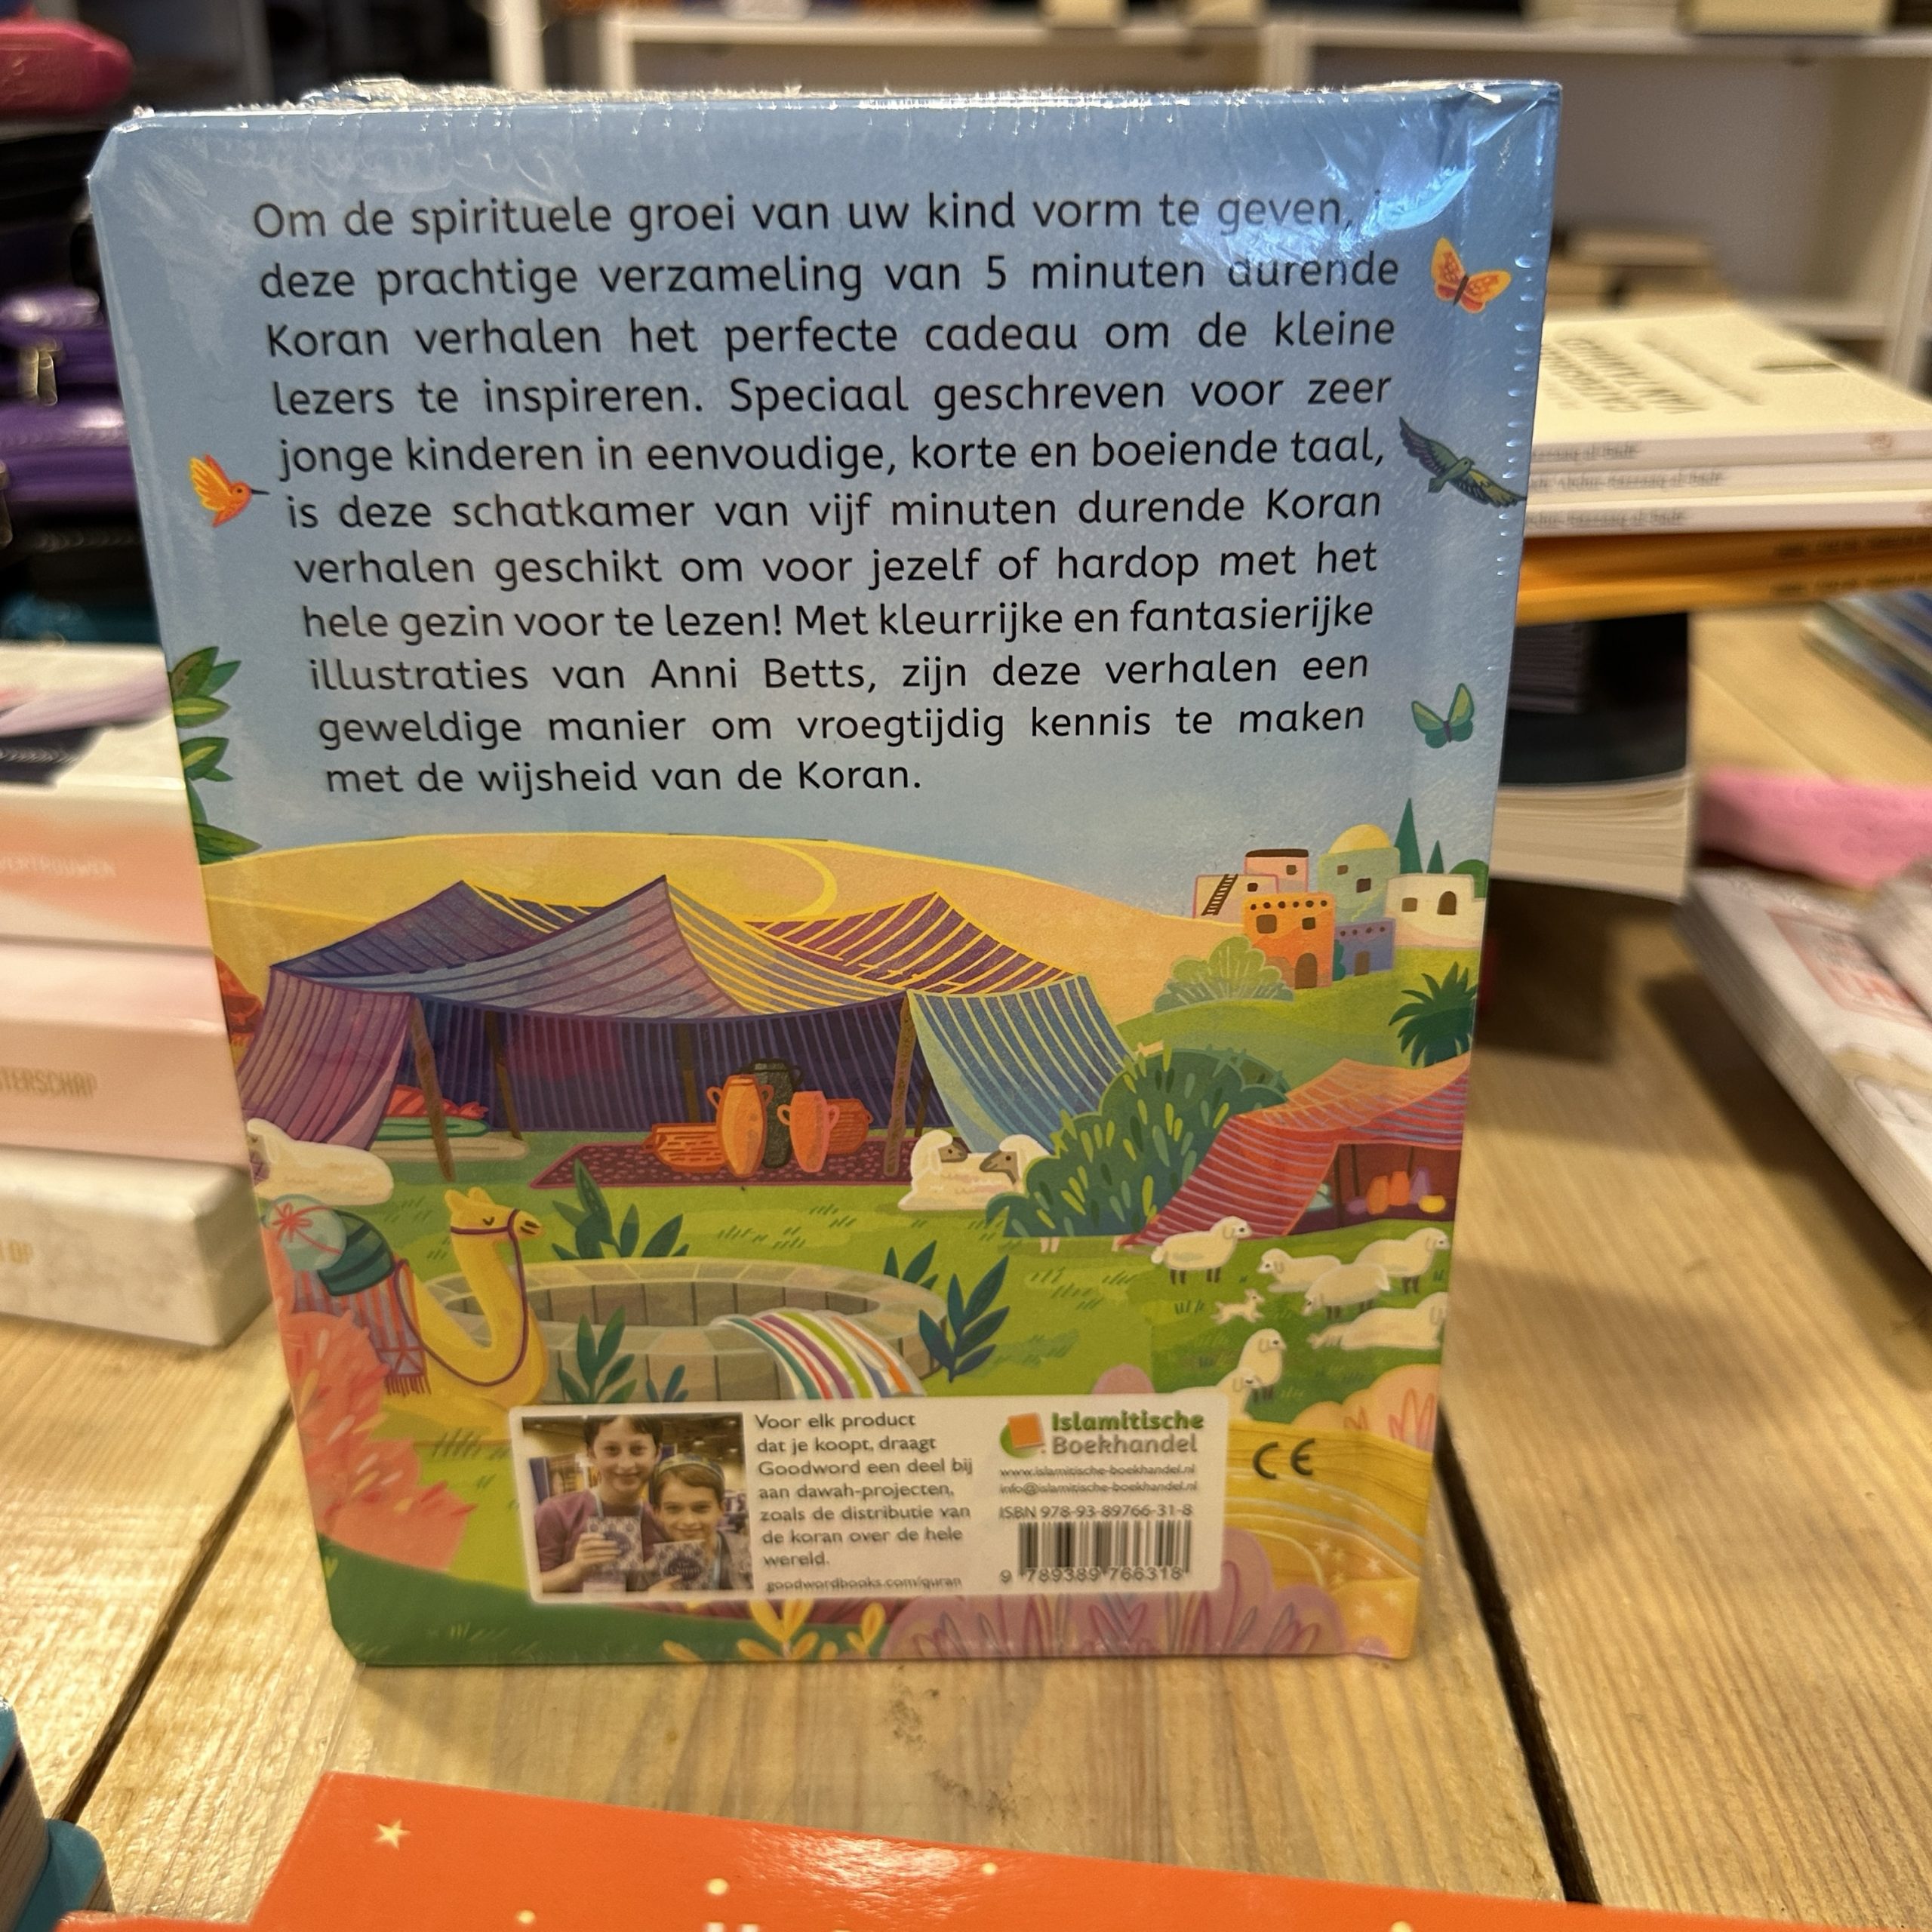 Om de spirituele groei van uw kind vorm te geven,
deze prachtige verzameling van 5 minuten durende
Koran verhalen het perfecte cadeau om de kleine
lezers te inspireren. Speciaal geschreven voor zeer
jonge kinderen in eenvoudige, korte en boeiende taal,
is deze schatkamer van vijf minuten durende Koran
verhalen geschikt om voor jezelf of hardop met het
hele gezin voor te lezen! Met kleurrijke en fantasierijke
illustraties van Anni Betts, zijn deze verhalen een
geweldige manier om vroegtijdig kennis te maken
met de wijsheid van de Koran.
Voor elk product
dat je koopt, draagt
Goodword een deel bij
aan dawah-projecten,
zoals de distributie van
de koran over de hele
wereld.
goodwordbooks.com/quran
Islamitische
Boekhandel
www.islamitische-boekhandel.nl
info@islamitische-boekhandel.nl
ISBN 978-93-89766-31-8
9 789389 766318
CE
VERTROUWEN
STERSCHAP
OP